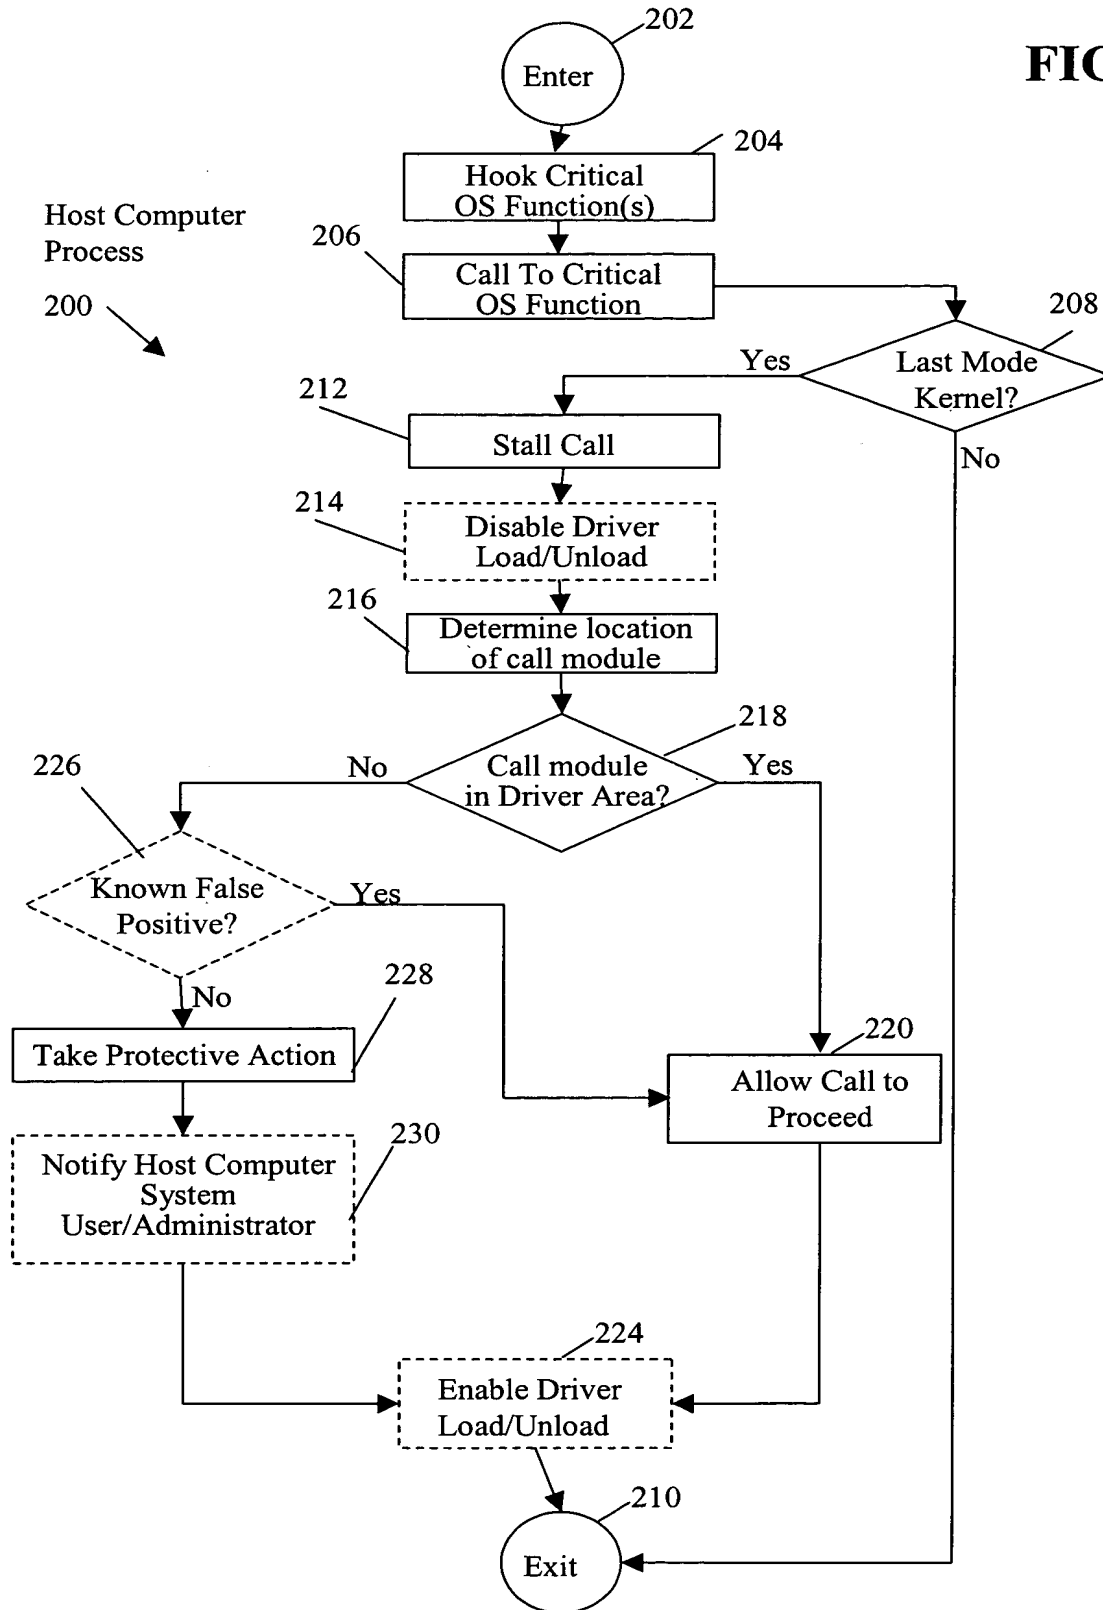 202
Enter
FIG
204
Hook Critical
OS Function(s)
Host Computer
Process
200
206
Call To Critical
OS Function
208
Last Mode
Kernel?
Yes
No
212
Stall Call
214
Disable Driver
Load/Unload
216
Determine location
of call module
218
Call module
in Driver Area?
No
Yes
226
Known False
Positive?
Yes
No
228
Take Protective Action
220
Allow Call to
Proceed
230
Notify Host Computer
System
User/Administrator
224
Enable Driver
Load/Unload
210
Exit